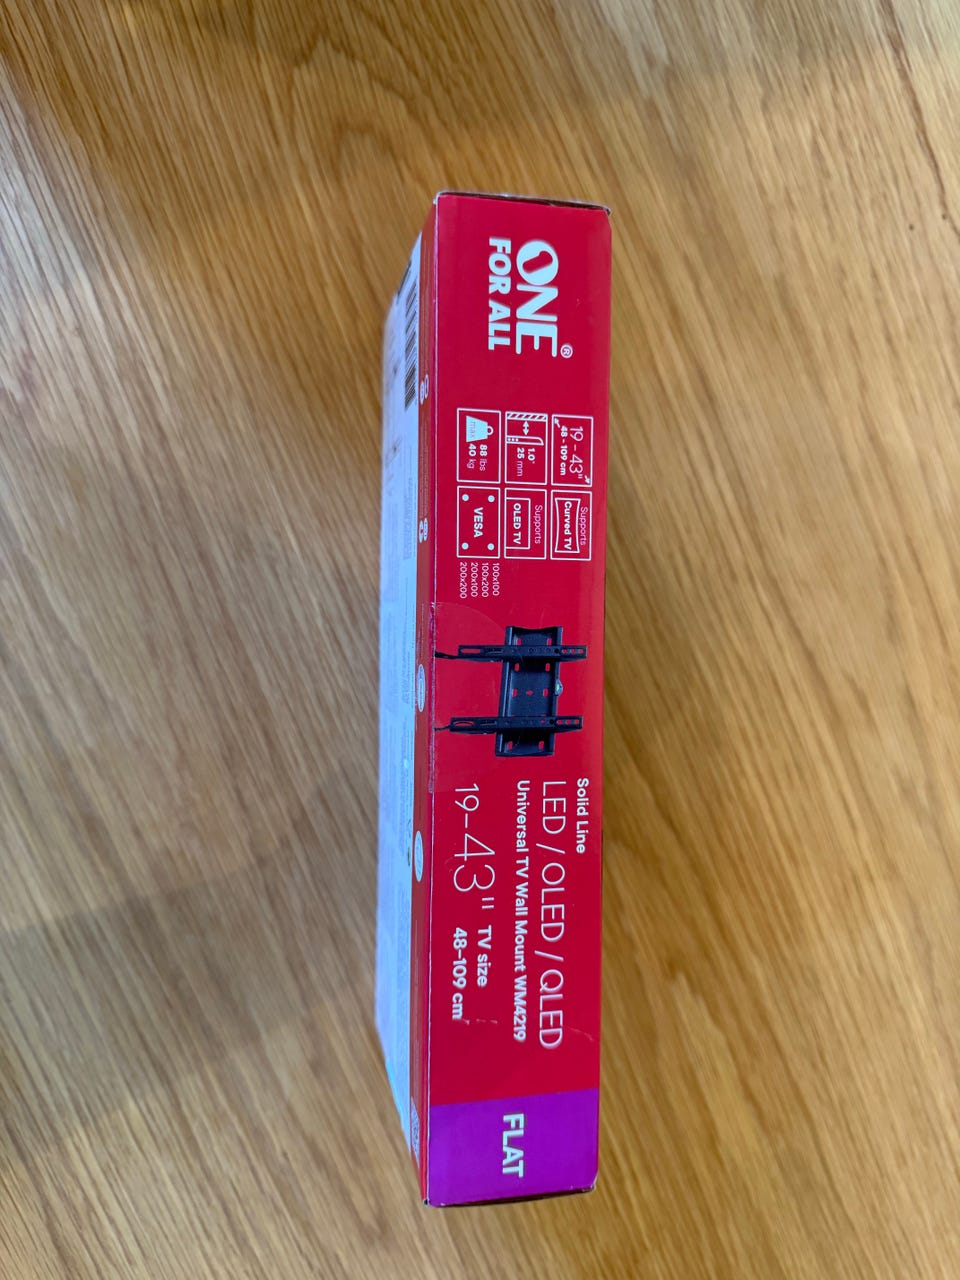 ONE
FOR ALL®
19 - 43"
48 - 109 cm
Supports
Curved TV
1.0"
25 mm
Supports
OLED TV
max
88 lbs
40 kg
VESA
100x100
100x200
200x100
200x200
Solid Line
LED / OLED / QLED
Universal TV Wall Mount WM4219
19-43" TV size
48-109 cm
FLAT